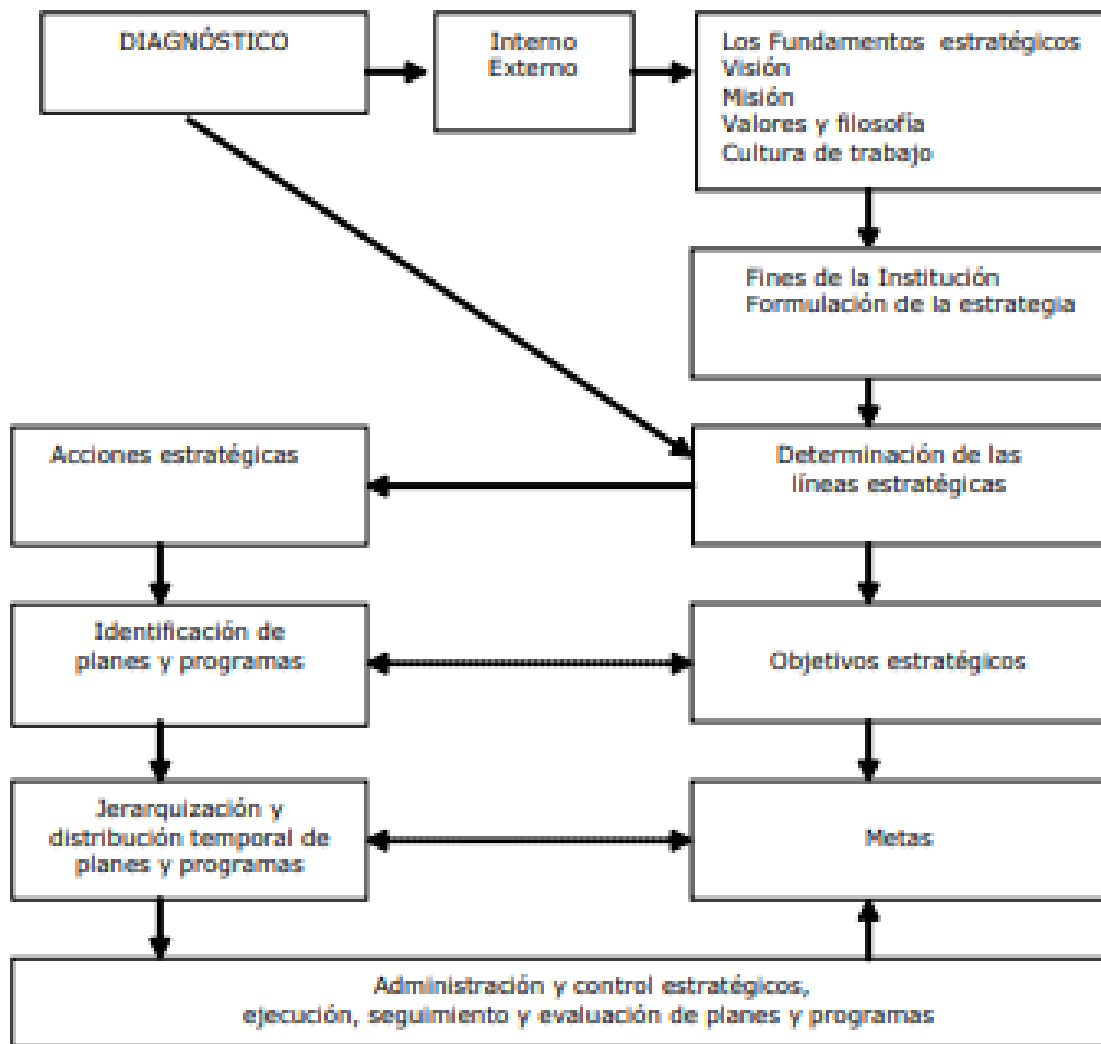 DIAGNÓSTICO
Interno
Externo
Los Fundamentos estratégicos
Visión
Misión
Valores y filosofía
Cultura de trabajo
Fines de la Institución
Formulación de la estrategia
Acciones estratégicas
Determinación de las
líneas estratégicas
Identificación de
planes y programas
Objetivos estratégicos
Jerarquización y
distribución temporal de
planes y programas
Metas
Administración y control estratégicos,
ejecución, seguimiento y evaluación de planes y programas